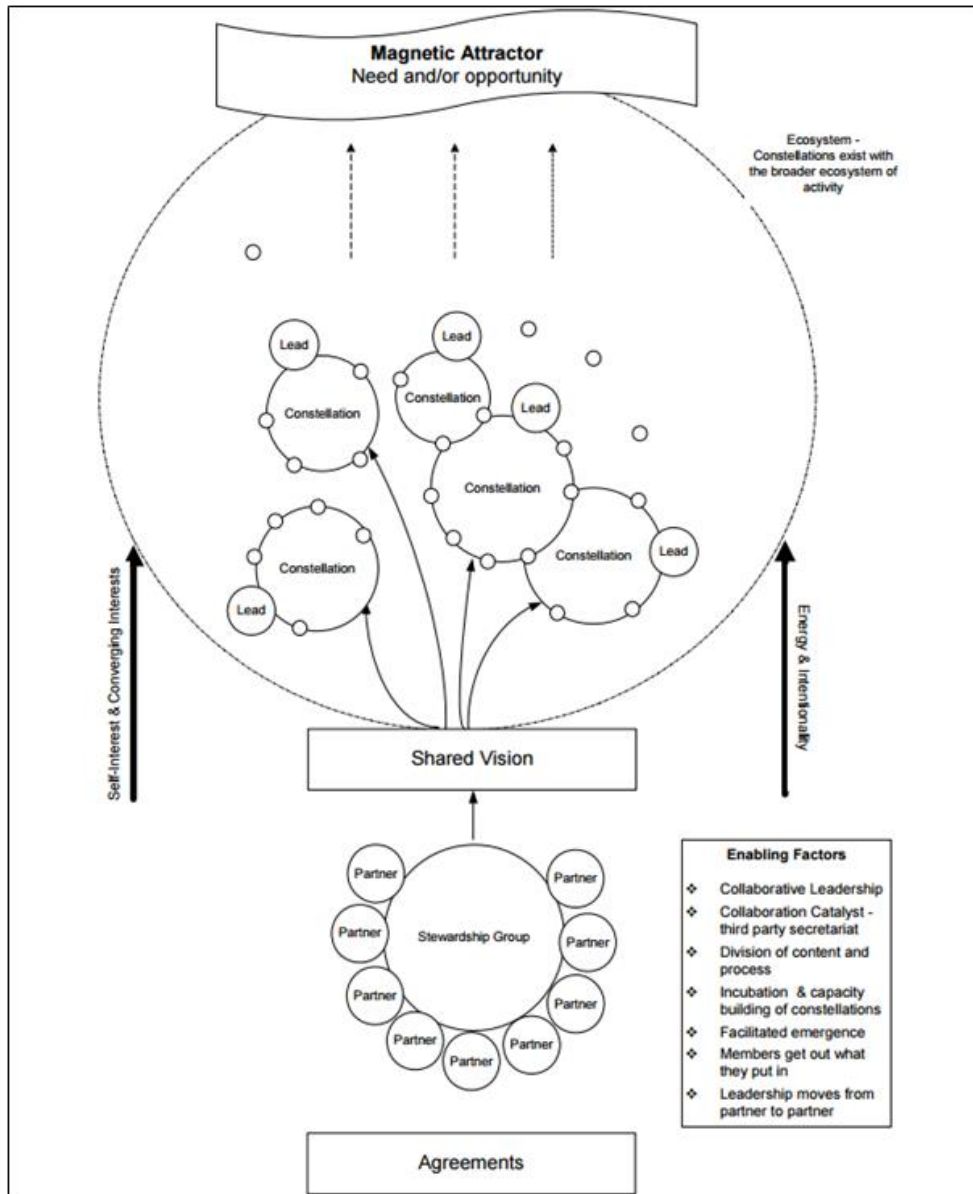 Magnetic Attractor
Need and/or opportunity
Ecosystem -
Constellations exist with
the broader ecosystem of
activity
Lead
Constellation
Lead
Constellation
Lead
Constellation
Constellation
Lead
Constellation
Lead
Self-Interest & Converging Interests
Energy & Intentionality
Shared Vision
Partner
Partner
Partner
Partner
Partner
Partner
Partner
Partner
Partner
Stewardship Group
Enabling Factors
❖ Collaborative Leadership
❖ Collaboration Catalyst -
third party secretariat
❖ Division of content and
process
❖ Incubation & capacity
building of constellations
❖ Facilitated emergence
❖ Members get out what
they put in
❖ Leadership moves from
partner to partner
Agreements